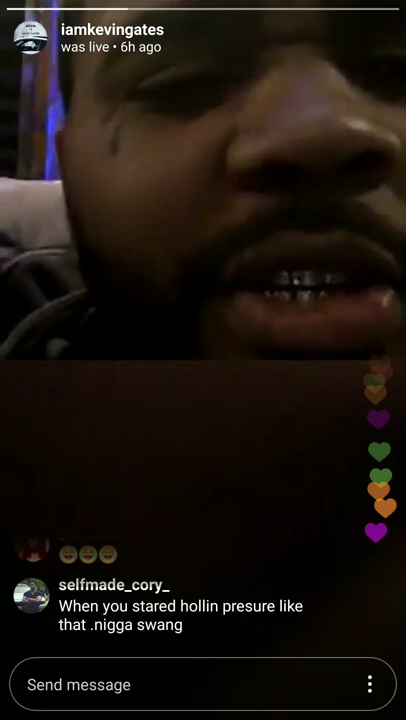 iamkevingates
was live • 6h ago
😂😂😂
selfmade_cory_
When you stared hollin presure like
that .nigga swang
Send message